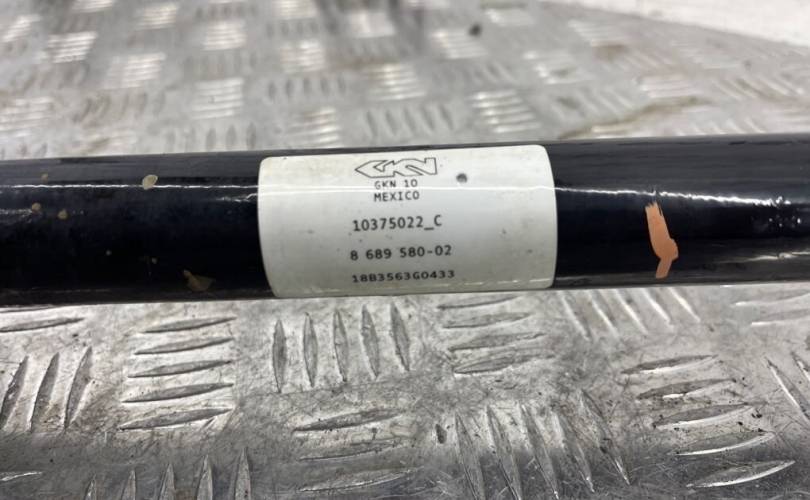 GKN
GKN 10
MEXICO
10375022_C
8 689 580-02
18B3563G0433